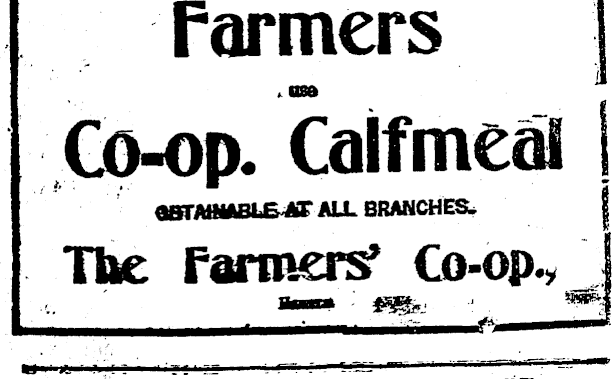 Farmers
use
Co-op. Calfmeal
OBTAINABLE AT ALL BRANCHES.
The Farmers' Co-op.,